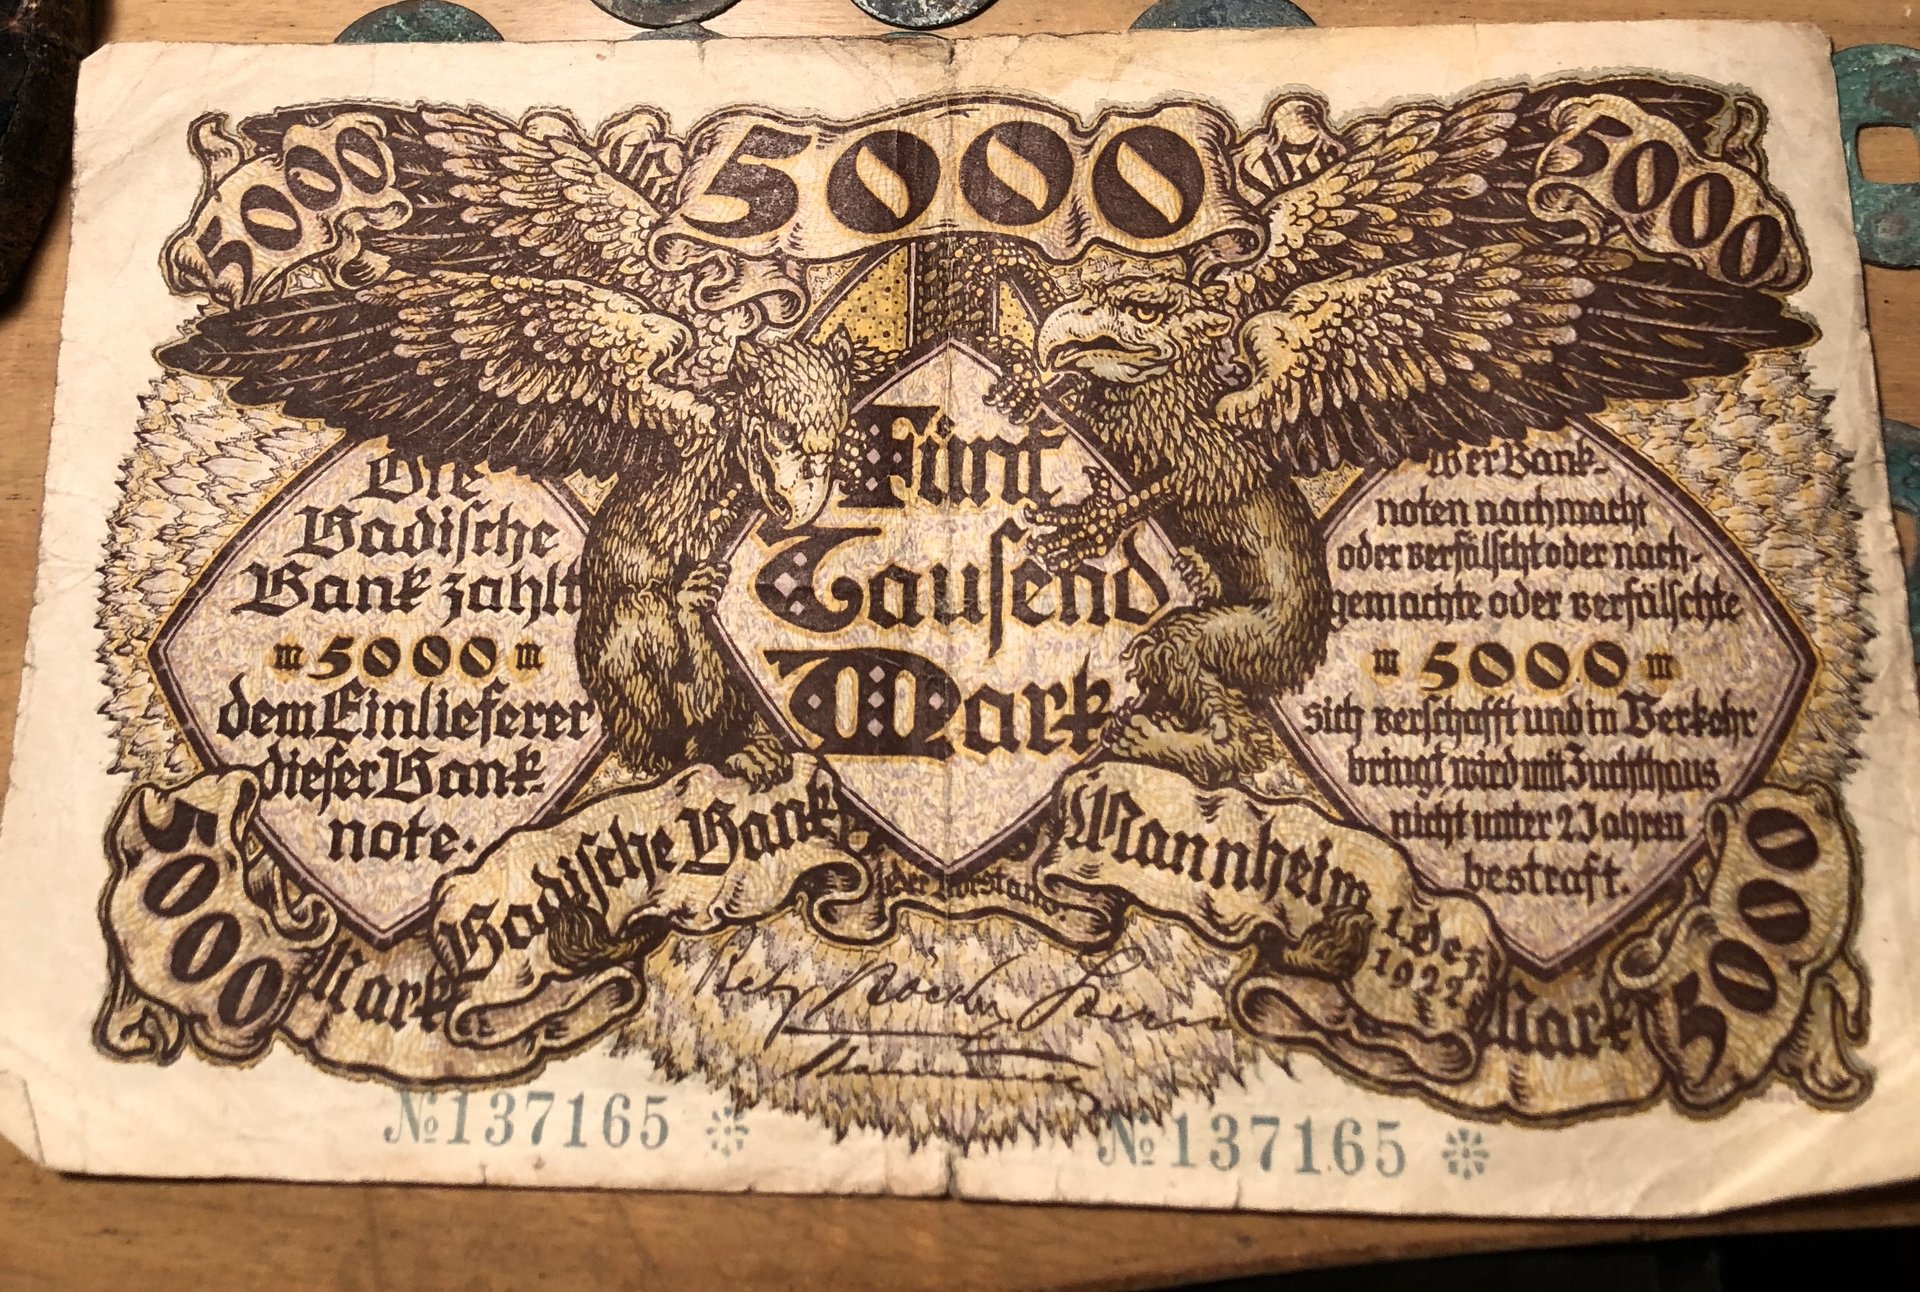 5000
5000
5000
Fünf
Tausend
Mark
Die
Badische
Bank zahlt
M 5000 M
dem Einlieferer
dieser Bank-
note.
Wer Bank-
noten nachmacht
oder verfälscht oder nach-
gemachte oder verfälschte
M 5000 M
sich verschafft und in Verkehr
bringt, wird mit Zuchthaus
nicht unter 2 Jahren
bestraft.
Badische Bank
Mannheim
1. Dez.
1922
Der Vorstand.
5000
Mark
Mark
5000
№137165
№137165